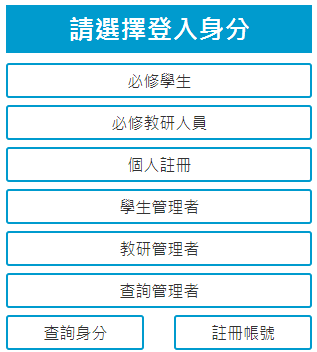 請選擇登入身分
必修學生
必修教研人員
個人註冊
學生管理者
教研管理者
查詢管理者
查詢身分 註冊帳號